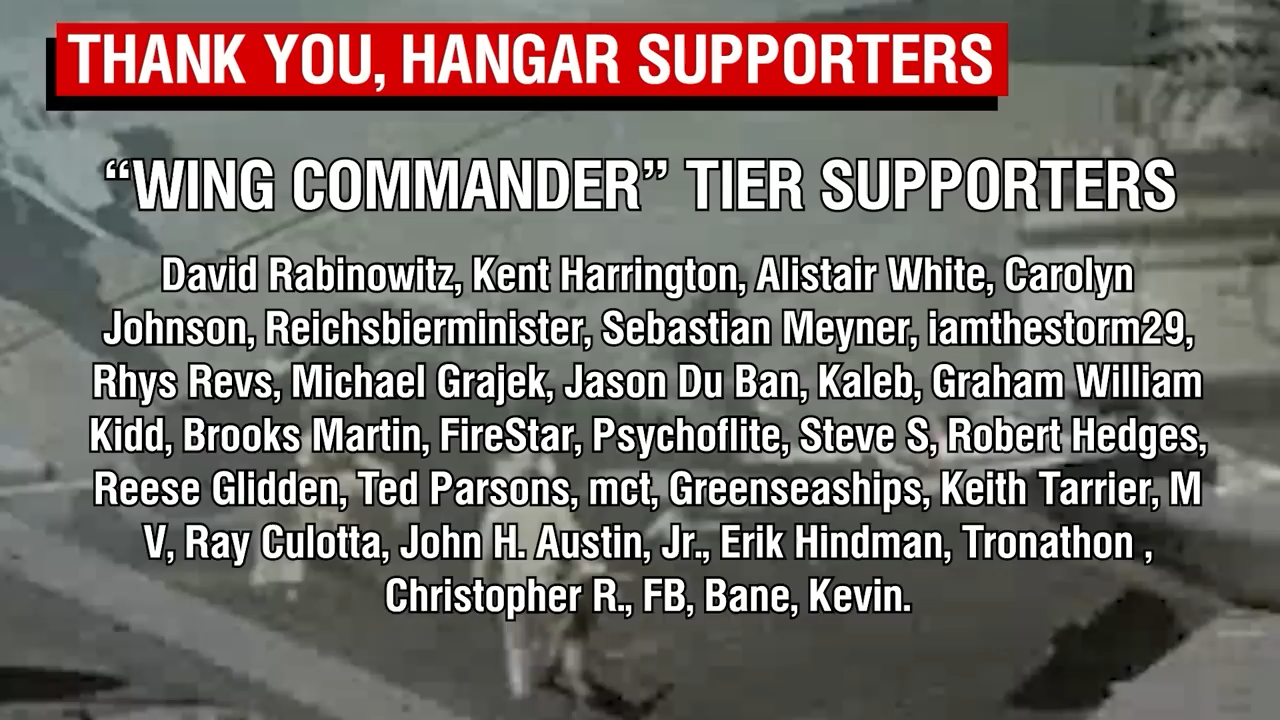 THANK YOU, HANGAR SUPPORTERS
“WING COMMANDER” TIER SUPPORTERS
David Rabinowitz, Kent Harrington, Alistair White, Carolyn
Johnson, Reichsbierminister, Sebastian Meyner, iamthestorm29,
Rhys Revs, Michael Grajek, Jason Du Ban, Kaleb, Graham William
Kidd, Brooks Martin, FireStar, Psychoflite, Steve S, Robert Hedges,
Reese Glidden, Ted Parsons, mct, Greenseaships, Keith Tarrier, M
V, Ray Culotta, John H. Austin, Jr., Erik Hindman, Tronathon ,
Christopher R., FB, Bane, Kevin.